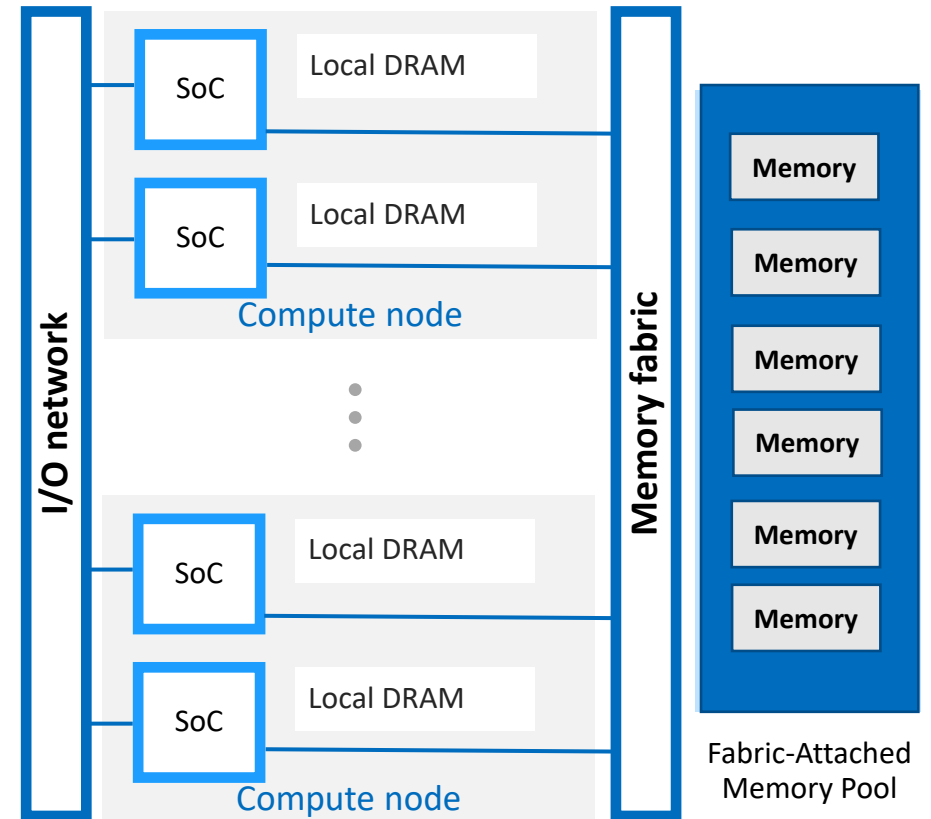 I/O network
SoC
Local DRAM
SoC
Local DRAM
Compute node
SoC
Local DRAM
SoC
Local DRAM
Compute node
Memory fabric
Memory
Memory
Memory
Memory
Memory
Memory
Fabric-Attached
Memory Pool